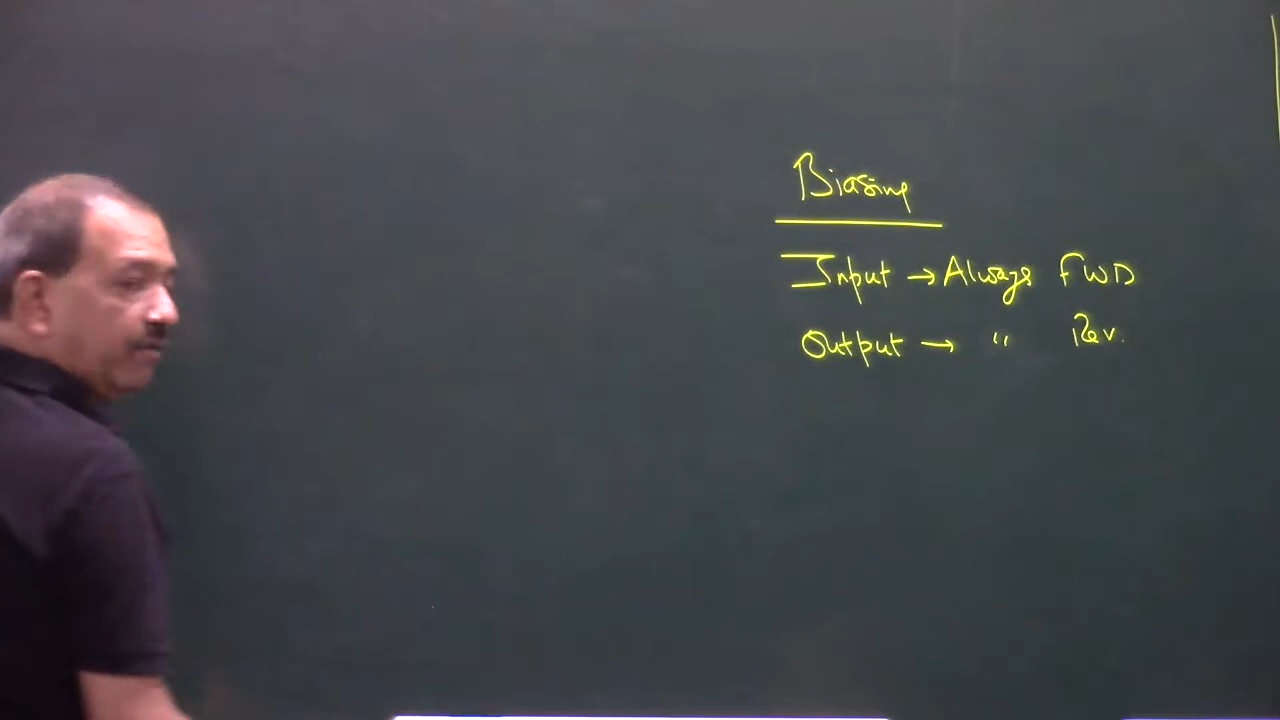 Biasing
Input → Always FWD
Output → " Rev.